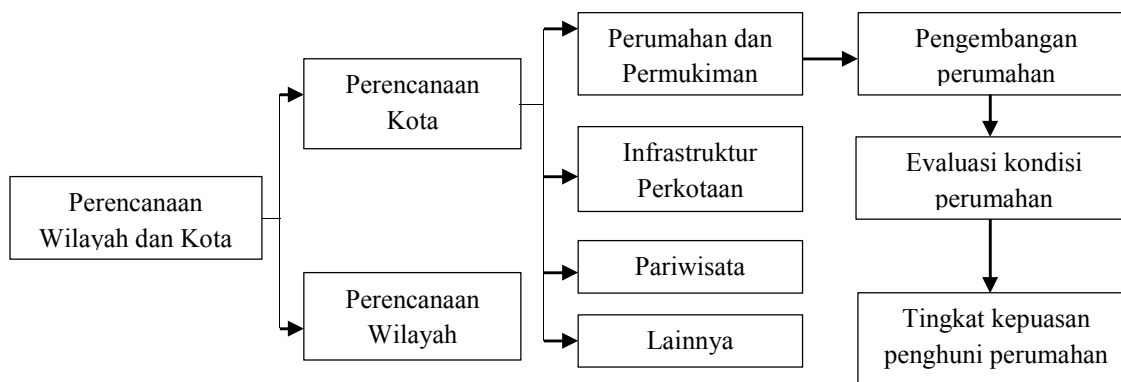 Perencanaan
Wilayah dan Kota
Perencanaan
Kota
Perencanaan
Wilayah
Perumahan dan
Permukiman
Infrastruktur
Perkotaan
Pariwisata
Lainnya
Pengembangan
perumahan
Evaluasi kondisi
perumahan
Tingkat kepuasan
penghuni perumahan